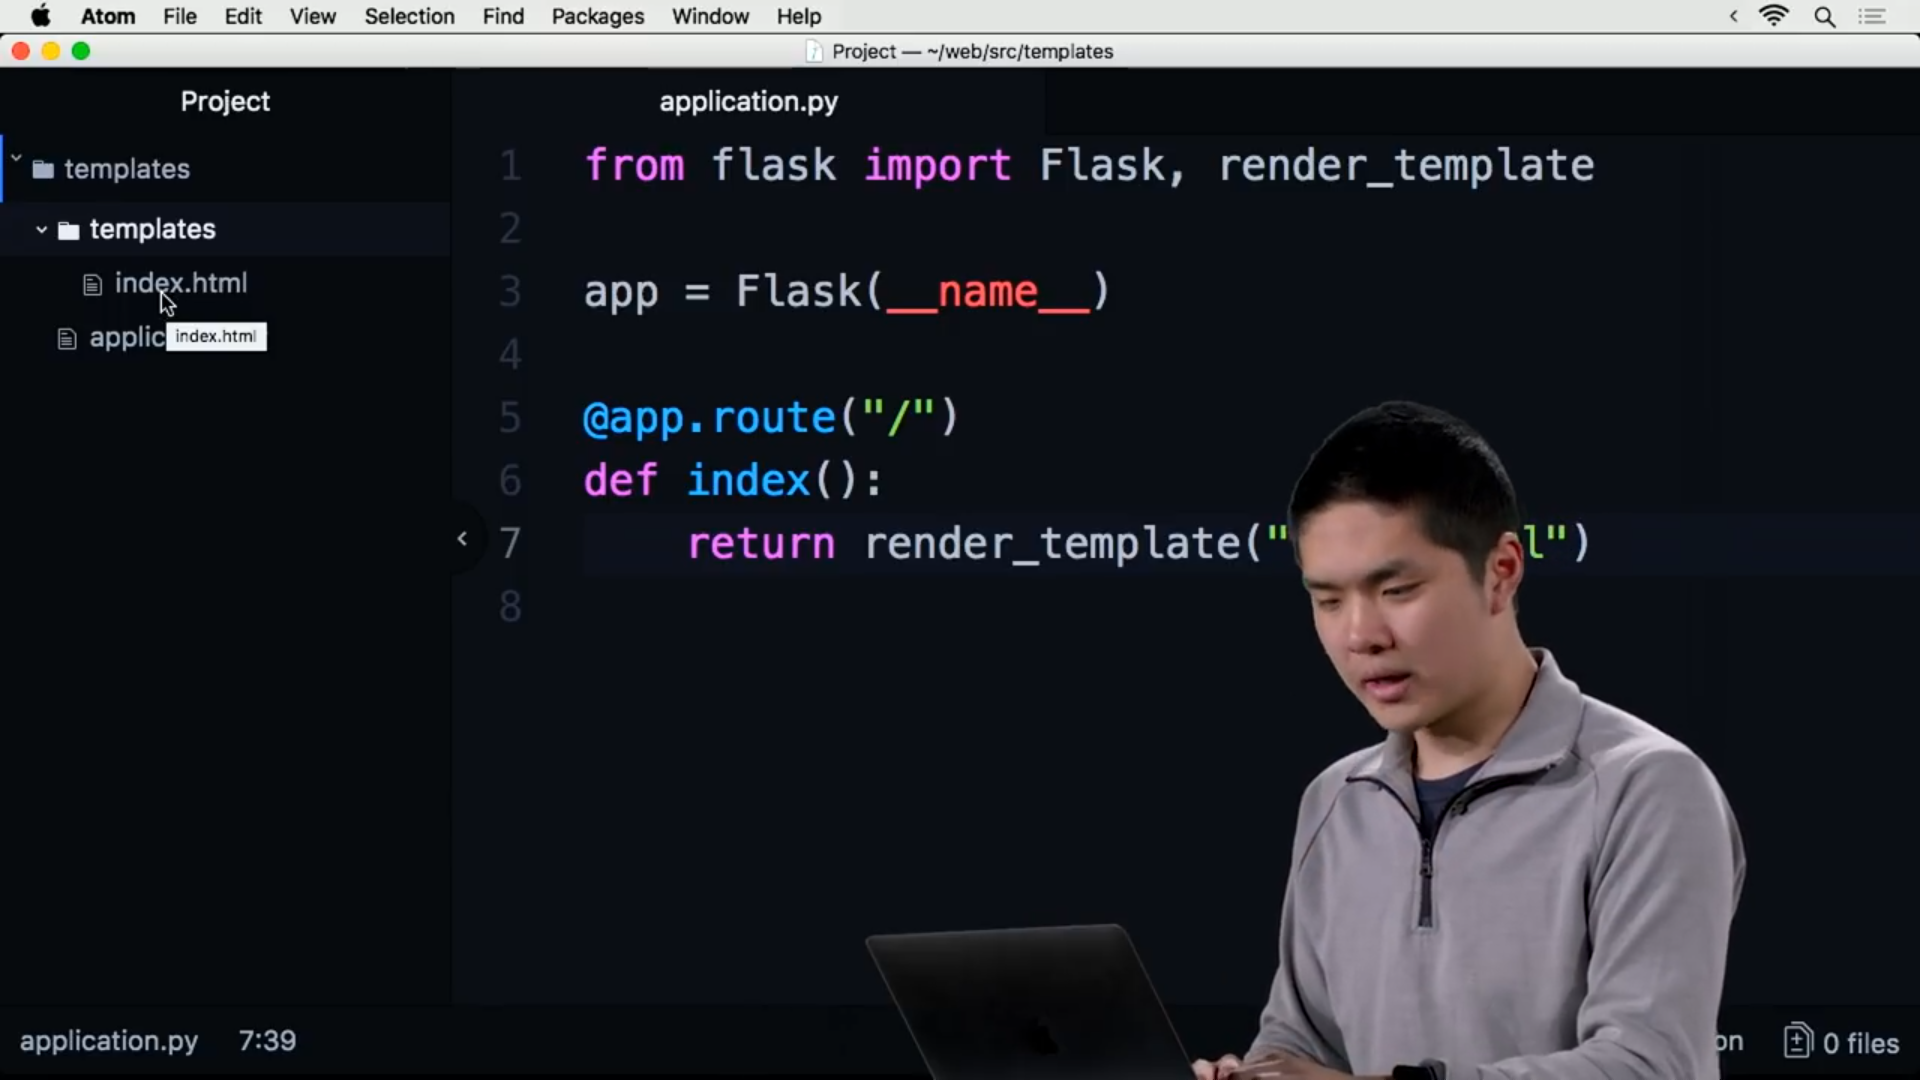 Atom File Edit View Selection Find Packages Window Help
Project — ~/web/src/templates
Project
application.py
templates
templates
index.html
applic
index.html
1 from flask import Flask, render_template
2
3 app = Flask(__name__)
4
5 @app.route("/")
6 def index():
7 return render_template(" l")
8
application.py 7:39
on 0 files